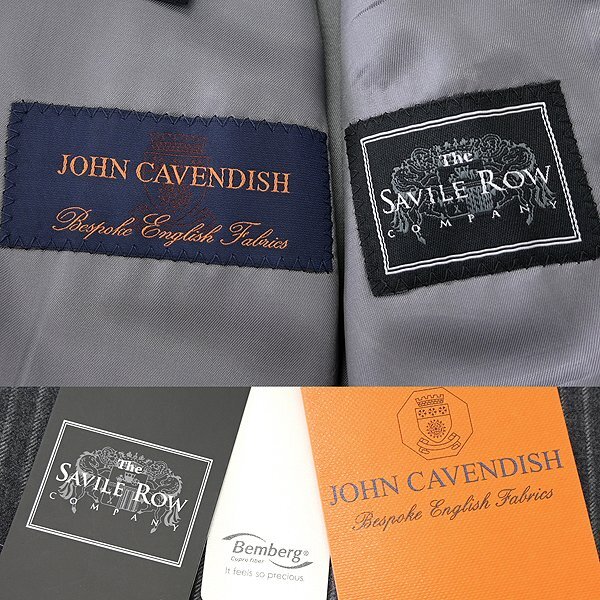 JOHN CAVENDISH
Bespoke English Fabrics
The
SAVILE ROW
COMPANY
The
SAVILE ROW
COMPANY
Bemberg®
Cupro fiber
It feels so precious
JOHN CAVENDISH
Bespoke English Fabrics